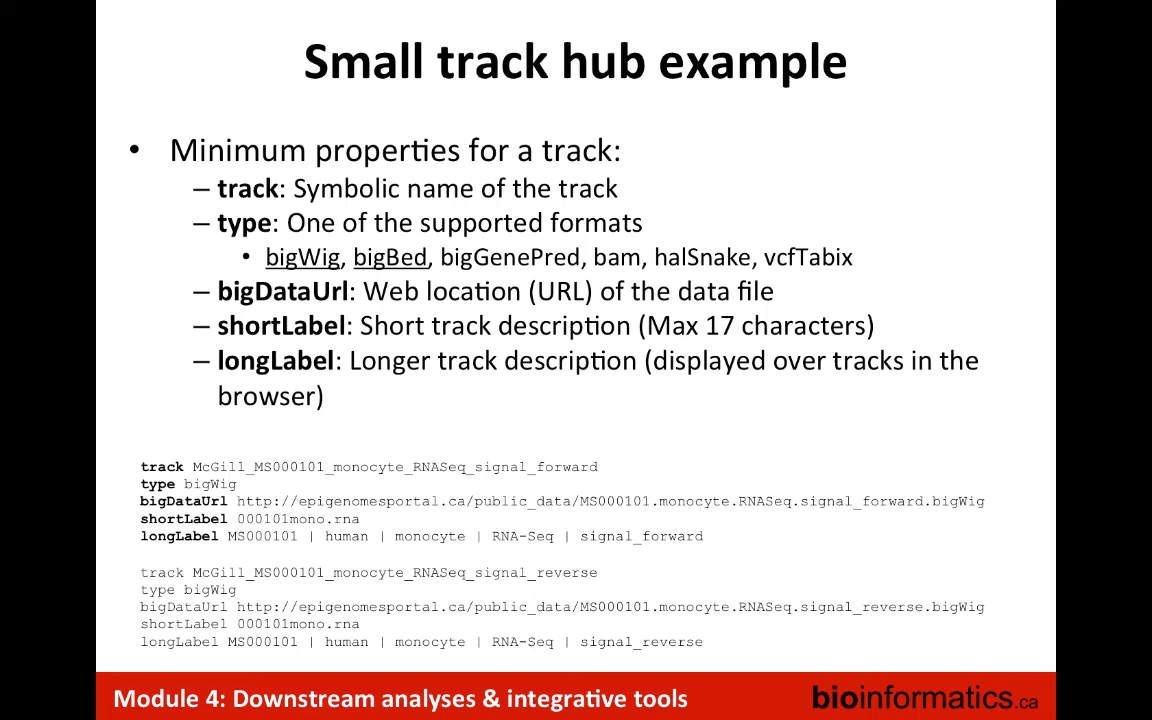 Small track hub example
• Minimum properties for a track:
– track: Symbolic name of the track
– type: One of the supported formats
• bigWig, bigBed, bigGenePred, bam, halSnake, vcfTabix
– bigDataUrl: Web location (URL) of the data file
– shortLabel: Short track description (Max 17 characters)
– longLabel: Longer track description (displayed over tracks in the
browser)
track McGill_MS000101_monocyte_RNASeq_signal_forward
type bigWig
bigDataUrl http://epigenomesportal.ca/public_data/MS000101.monocyte.RNASeq.signal_forward.bigWig
shortLabel 000101mono.rna
longLabel MS000101 | human | monocyte | RNA-Seq | signal_forward
track McGill_MS000101_monocyte_RNASeq_signal_reverse
type bigWig
bigDataUrl http://epigenomesportal.ca/public_data/MS000101.monocyte.RNASeq.signal_reverse.bigWig
shortLabel 000101mono.rna
longLabel MS000101 | human | monocyte | RNA-Seq | signal_reverse
Module 4: Downstream analyses & integrative tools
bioinformatics.ca